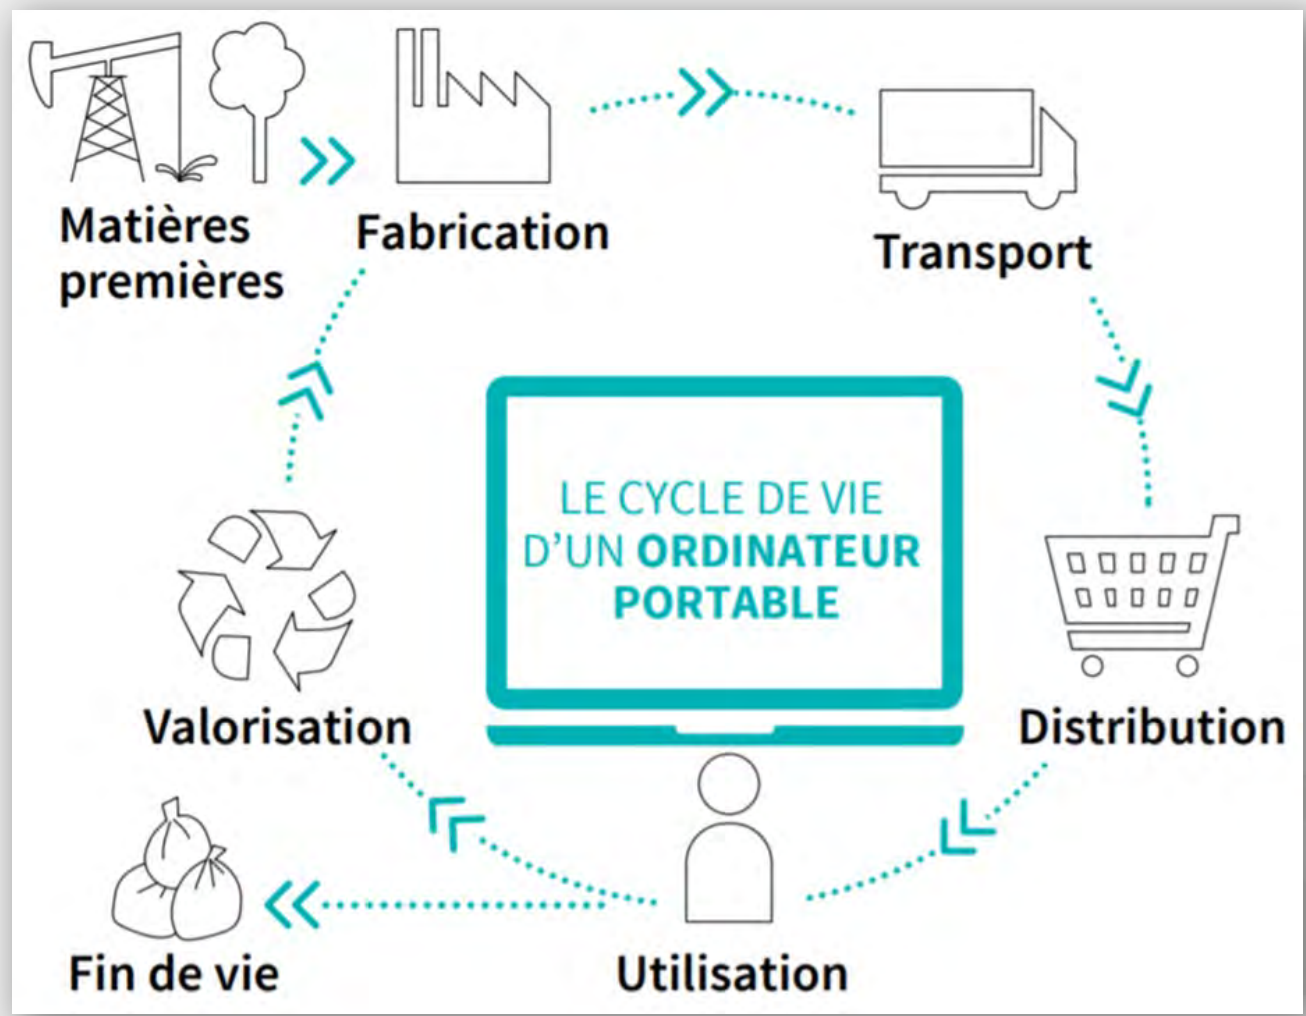 Matières
premières
Fabrication
Transport
LE CYCLE DE VIE
D'UN ORDINATEUR
PORTABLE
Valorisation
Distribution
Fin de vie
Utilisation